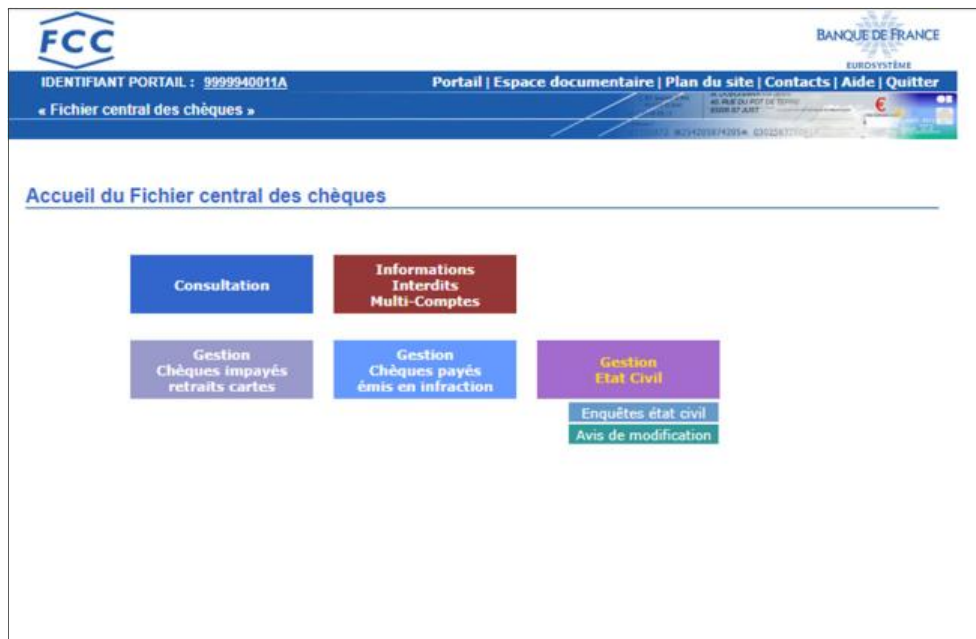 FCC
BANQUE DE FRANCE
EUROSYSTÈME
IDENTIFIANT PORTAIL : 9999940011A
Portail | Espace documentaire | Plan du site | Contacts | Aide | Quitter
« Fichier central des chèques »
Accueil du Fichier central des chèques
Consultation
Informations
Interdits
Multi-Comptes
Gestion
Chèques impayés
retraits cartes
Gestion
Chèques payés
émis en infraction
Gestion
Etat Civil
Enquêtes état civil
Avis de modification